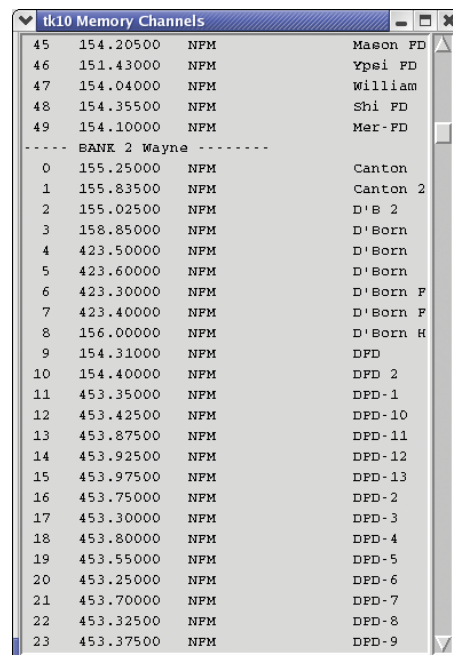 tk10 Memory Channels
45 154.20500 NFM Mason FD
46 151.43000 NFM Ypsi FD
47 154.04000 NFM William
48 154.35500 NFM Shi FD
49 154.10000 NFM Mer-FD
----- BANK 2 Wayne --------
0 155.25000 NFM Canton
1 155.83500 NFM Canton 2
2 155.02500 NFM D'B 2
3 158.85000 NFM D'Born
4 423.50000 NFM D'Born
5 423.60000 NFM D'Born
6 423.30000 NFM D'Born F
7 423.40000 NFM D'Born F
8 156.00000 NFM D'Born H
9 154.31000 NFM DFD
10 154.40000 NFM DFD 2
11 453.35000 NFM DPD-1
12 453.42500 NFM DPD-10
13 453.87500 NFM DPD-11
14 453.92500 NFM DPD-12
15 453.97500 NFM DPD-13
16 453.75000 NFM DPD-2
17 453.30000 NFM DPD-3
18 453.80000 NFM DPD-4
19 453.55000 NFM DPD-5
20 453.25000 NFM DPD-6
21 453.70000 NFM DPD-7
22 453.32500 NFM DPD-8
23 453.37500 NFM DPD-9